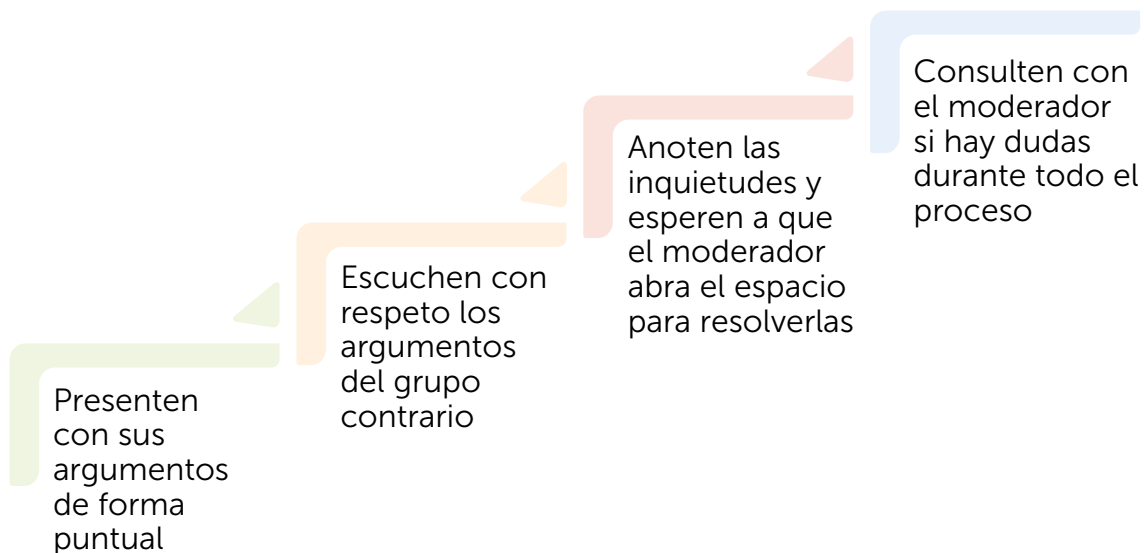 Presenten
con sus
argumentos
de forma
puntual
Escuchen con
respeto los
argumentos
del grupo
contrario
Anoten las
inquietudes y
esperen a que
el moderador
abra el espacio
para resolverlas
Consulten con
el moderador
si hay dudas
durante todo el
proceso